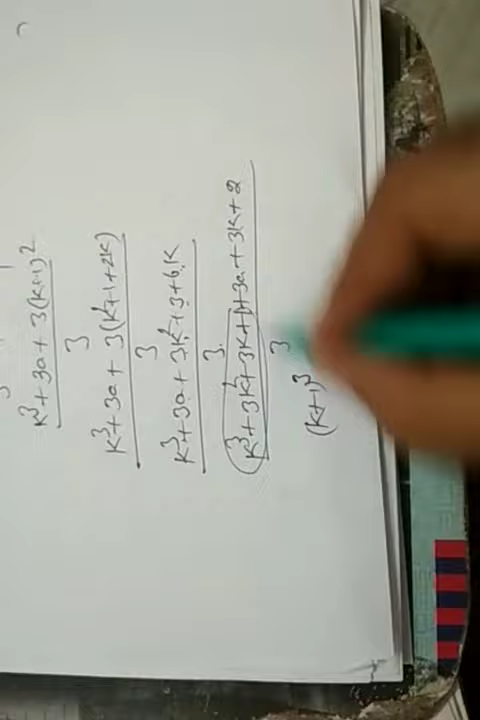 k³ + 3a + 3(k+1)²
3
k³ + 3a + 3(k² + 1 + 2k)
3
k³ + 3a + 3k² + 3 + 6k
3
k³ + 3k² + 3k + 1 + 3a + 3k + 2
3
(k+1)³